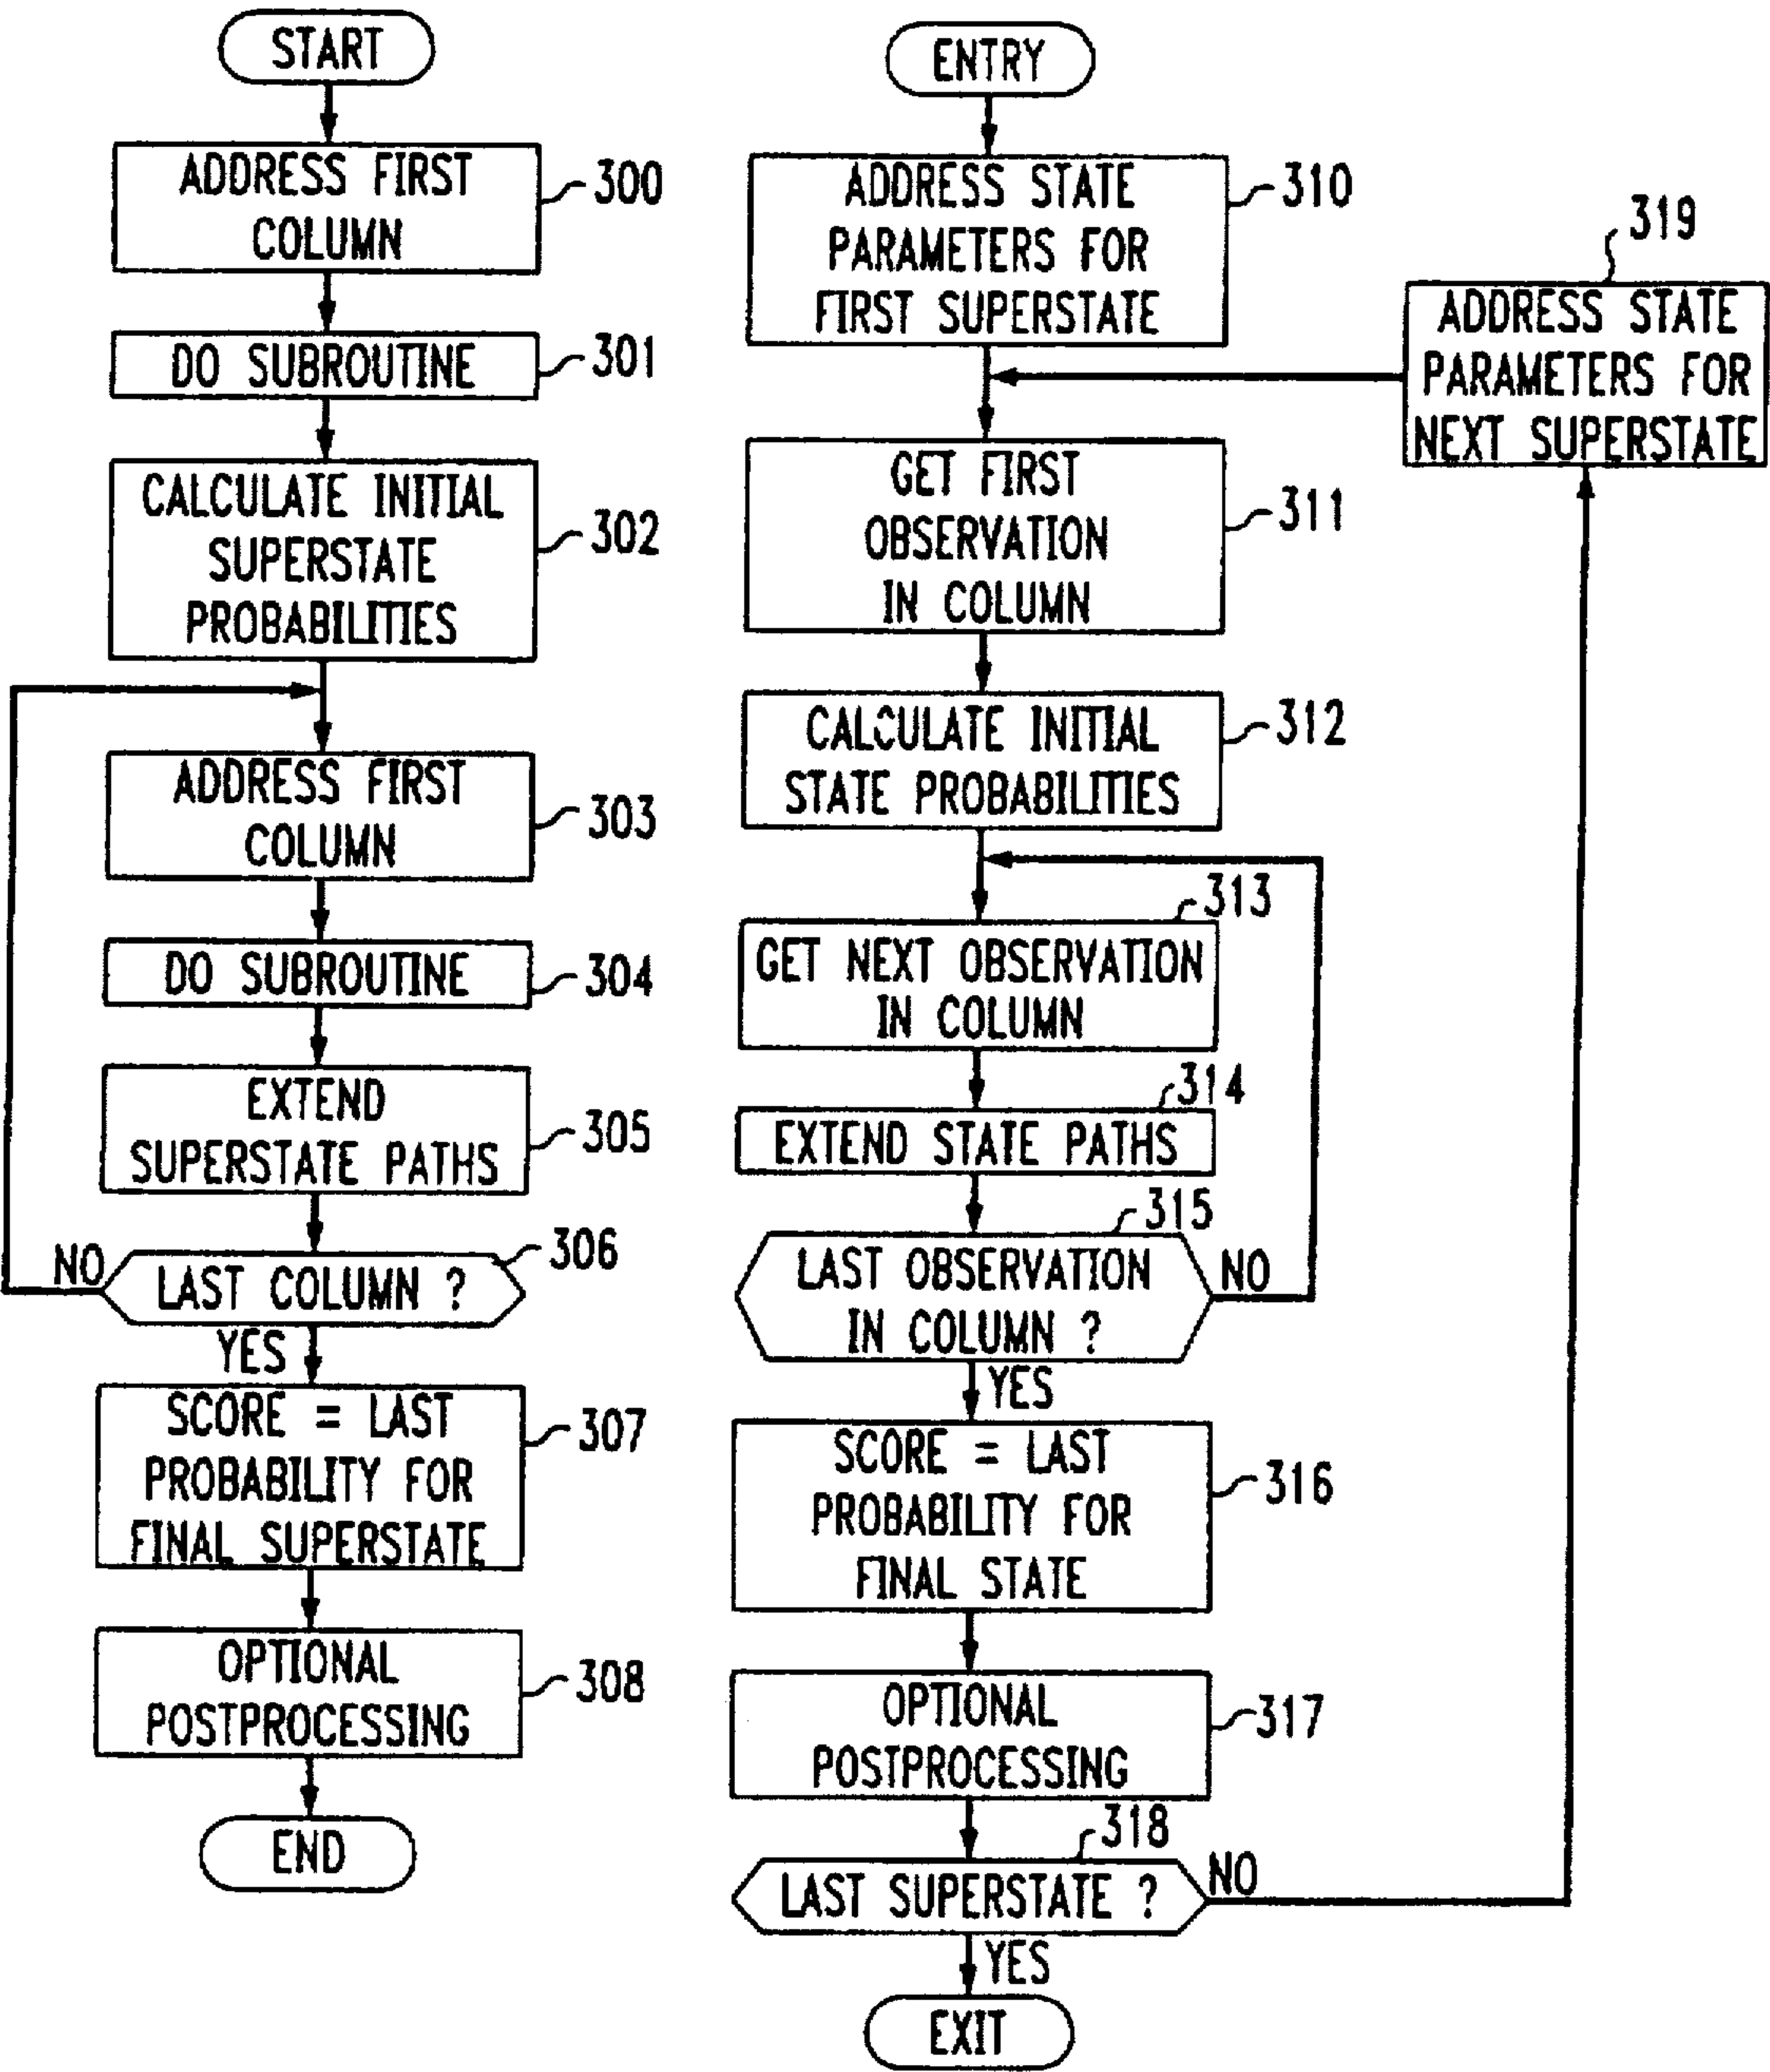 START
ADDRESS FIRST
COLUMN
300
DO SUBROUTINE
301
CALCULATE INITIAL
SUPERSTATE
PROBABILITIES
302
ADDRESS FIRST
COLUMN
303
DO SUBROUTINE
304
EXTEND
SUPERSTATE PATHS
305
LAST COLUMN ?
306
NO
YES
SCORE = LAST
PROBABILITY FOR
FINAL SUPERSTATE
307
OPTIONAL
POSTPROCESSING
308
END
ENTRY
ADDRESS STATE
PARAMETERS FOR
FIRST SUPERSTATE
310
GET FIRST
OBSERVATION
IN COLUMN
311
CALCULATE INITIAL
STATE PROBABILITIES
312
313
GET NEXT OBSERVATION
IN COLUMN
314
EXTEND STATE PATHS
315
LAST OBSERVATION
IN COLUMN ?
NO
YES
SCORE = LAST
PROBABILITY FOR
FINAL STATE
316
OPTIONAL
POSTPROCESSING
317
318
LAST SUPERSTATE ?
NO
YES
EXIT
319
ADDRESS STATE
PARAMETERS FOR
NEXT SUPERSTATE